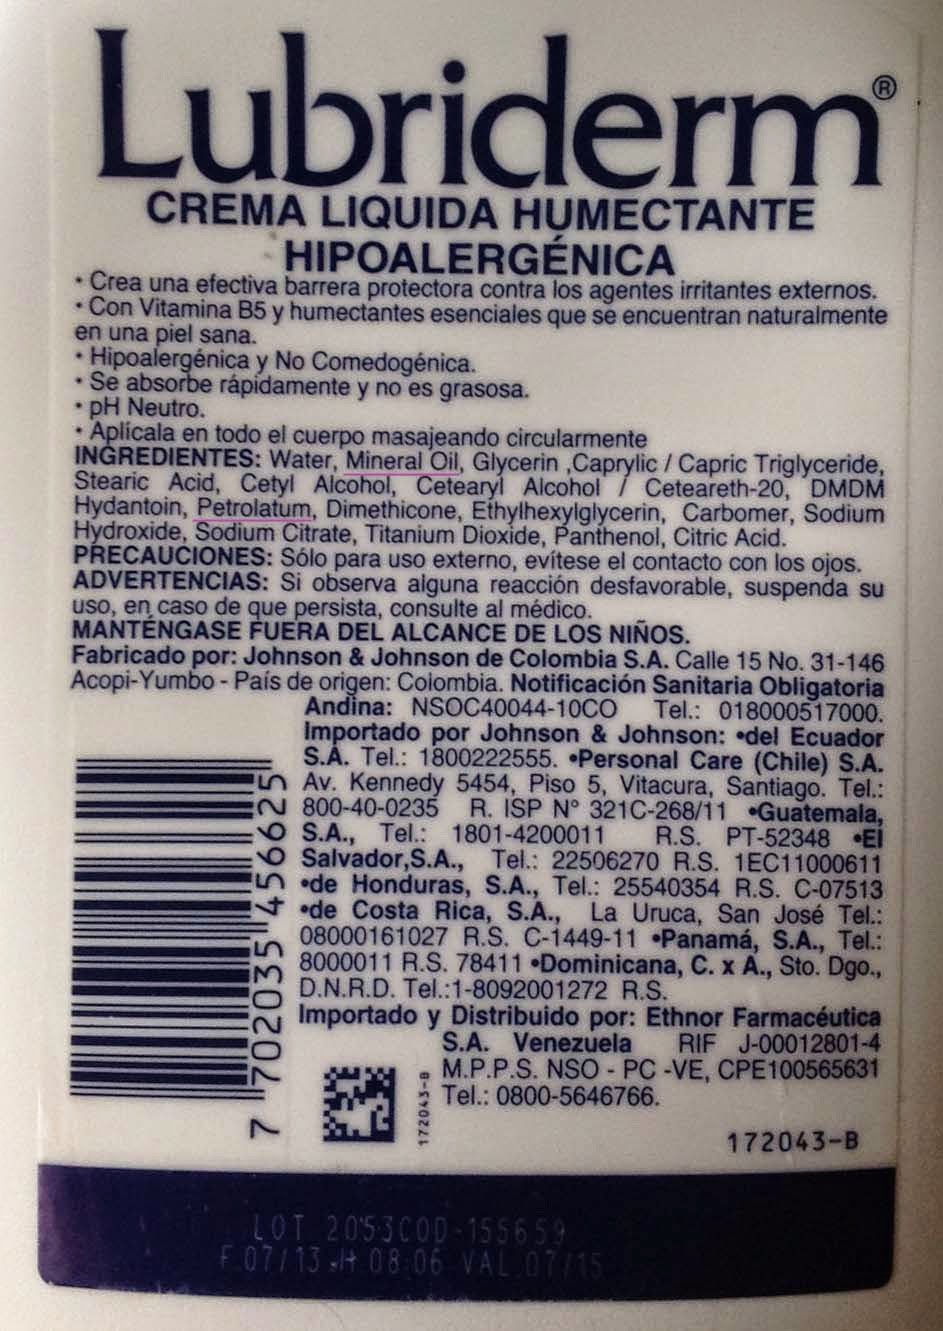 Lubriderm®
CREMA LIQUIDA HUMECTANTE
HIPOALERGÉNICA
• Crea una efectiva barrera protectora contra los agentes irritantes externos.
• Con Vitamina B5 y humectantes esenciales que se encuentran naturalmente
en una piel sana.
• Hipoalergénica y No Comedogénica.
• Se absorbe rápidamente y no es grasosa.
• pH Neutro.
• Aplícala en todo el cuerpo masajeando circularmente
INGREDIENTES: Water, Mineral Oil, Glycerin ,Caprylic / Capric Triglyceride,
Stearic Acid, Cetyl Alcohol, Cetearyl Alcohol / Ceteareth-20, DMDM
Hydantoin, Petrolatum, Dimethicone, Ethylhexylglycerin, Carbomer, Sodium
Hydroxide, Sodium Citrate, Titanium Dioxide, Panthenol, Citric Acid.
PRECAUCIONES: Sólo para uso externo, evítese el contacto con los ojos.
ADVERTENCIAS: Si observa alguna reacción desfavorable, suspenda su
uso, en caso de que persista, consulte al médico.
MANTÉNGASE FUERA DEL ALCANCE DE LOS NIÑOS.
Fabricado por: Johnson & Johnson de Colombia S.A. Calle 15 No. 31-146
Acopi-Yumbo - País de origen: Colombia. Notificación Sanitaria Obligatoria
Andina: NSOC40044-10CO Tel.: 018000517000.
Importado por Johnson & Johnson: •del Ecuador
S.A. Tel.: 1800222555. •Personal Care (Chile) S.A.
Av. Kennedy 5454, Piso 5, Vitacura, Santiago. Tel.:
800-40-0235 R. ISP N° 321C-268/11 •Guatemala,
S.A., Tel.: 1801-4200011 R.S. PT-52348 •El
Salvador,S.A., Tel.: 22506270 R.S. 1EC11000611
•de Honduras, S.A., Tel.: 25540354 R.S. C-07513
•de Costa Rica, S.A., La Uruca, San José Tel.:
08000161027 R.S. C-1449-11 •Panamá, S.A., Tel.:
8000011 R.S. 78411 •Dominicana, C. x A., Sto. Dgo.,
D.N.R.D. Tel.:1-8092001272 R.S.
Importado y Distribuido por: Ethnor Farmacéutica
S.A. Venezuela RIF J-00012801-4
M.P.P.S. NSO - PC -VE, CPE100565631
Tel.: 0800-5646766.
7 702035 456625
172043-B
172043-B
LOT 2053COD-155659
F 07/13 H 08:06 VAL 07/15